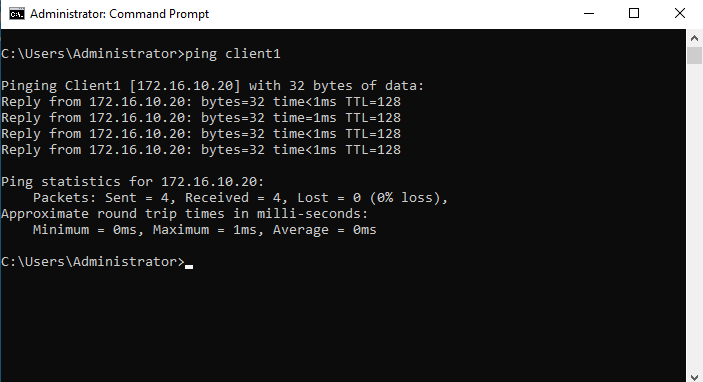 Administrator: Command Prompt
C:\Users\Administrator>ping client1
Pinging Client1 [172.16.10.20] with 32 bytes of data:
Reply from 172.16.10.20: bytes=32 time<1ms TTL=128
Reply from 172.16.10.20: bytes=32 time=1ms TTL=128
Reply from 172.16.10.20: bytes=32 time<1ms TTL=128
Reply from 172.16.10.20: bytes=32 time<1ms TTL=128
Ping statistics for 172.16.10.20:
    Packets: Sent = 4, Received = 4, Lost = 0 (0% loss),
Approximate round trip times in milli-seconds:
    Minimum = 0ms, Maximum = 1ms, Average = 0ms
C:\Users\Administrator>